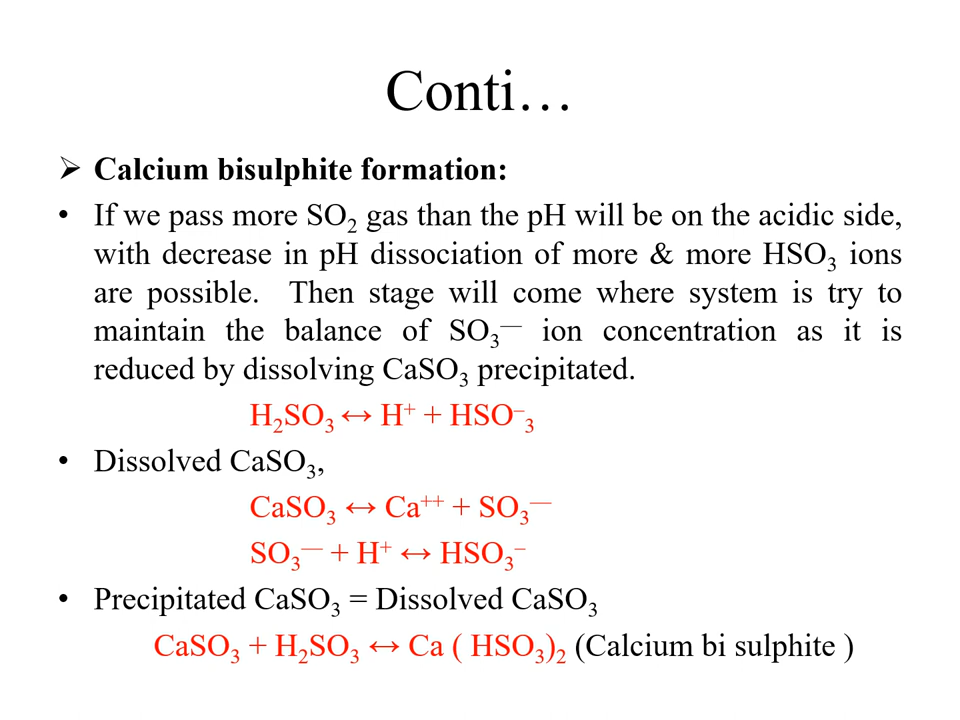 Conti…
➢ Calcium bisulphite formation:
• If we pass more SO₂ gas than the pH will be on the acidic side,
with decrease in pH dissociation of more & more HSO₃ ions
are possible. Then stage will come where system is try to
maintain the balance of SO₃⁻⁻ ion concentration as it is
reduced by dissolving CaSO₃ precipitated.
H₂SO₃ ↔ H⁺ + HSO⁻₃
• Dissolved CaSO₃,
CaSO₃ ↔ Ca⁺⁺ + SO₃⁻⁻
SO₃⁻⁻ + H⁺ ↔ HSO₃⁻
• Precipitated CaSO₃ = Dissolved CaSO₃
CaSO₃ + H₂SO₃ ↔ Ca ( HSO₃)₂ (Calcium bi sulphite )